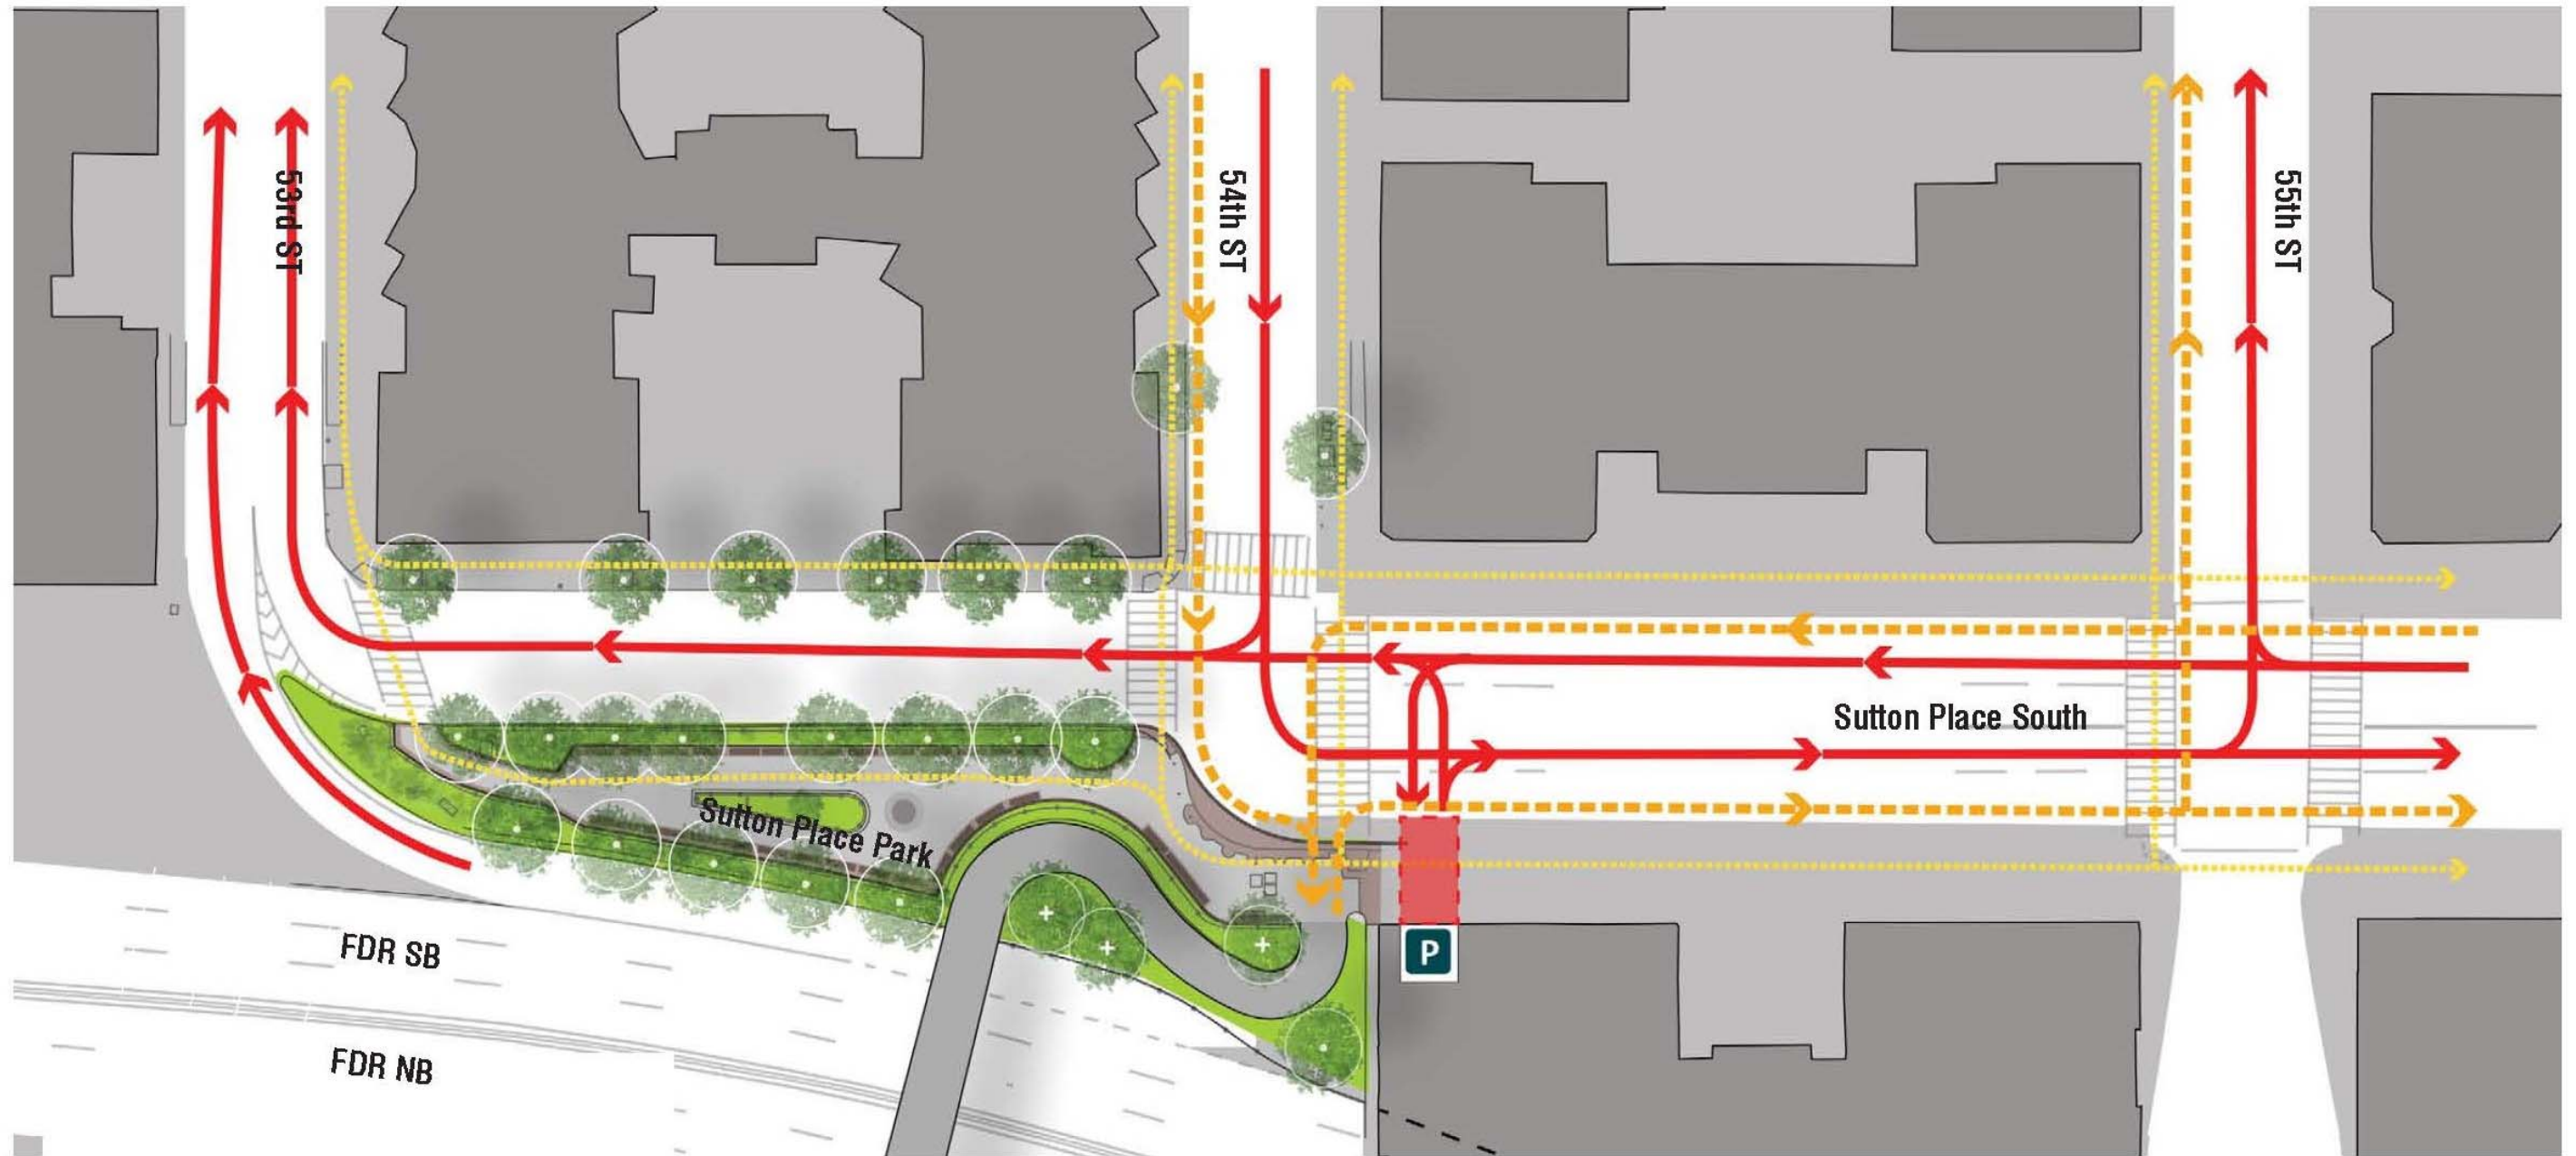 53rd ST
54th ST
55th ST
Sutton Place South
Sutton Place Park
P
FDR SB
FDR NB